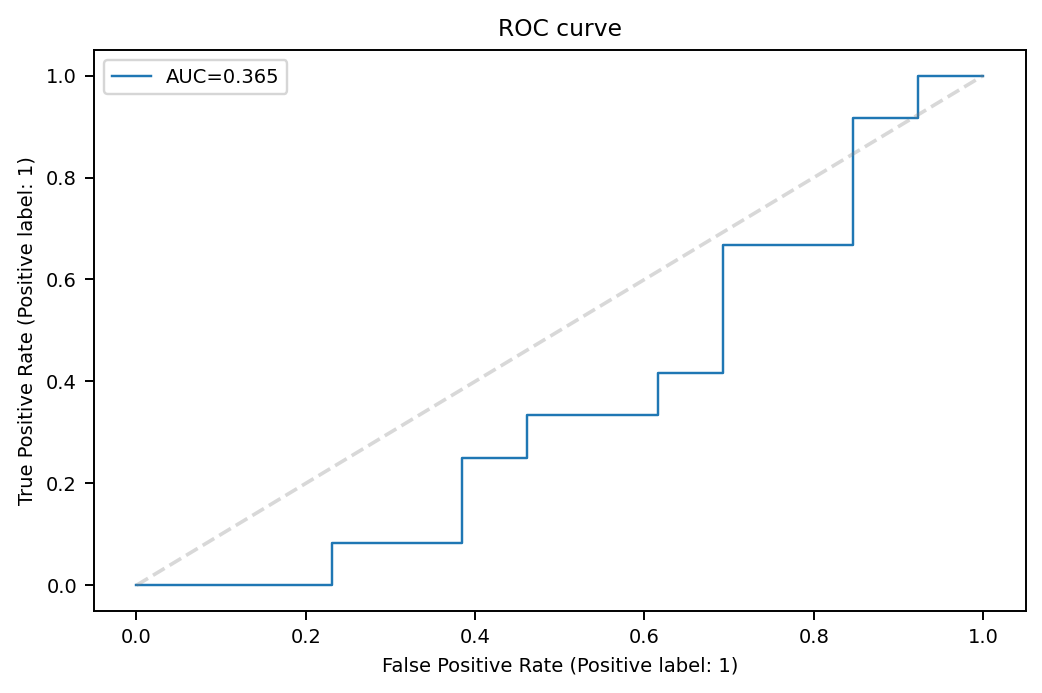 ROC curve
AUC=0.365
1.0
0.8
0.6
0.4
0.2
0.0
True Positive Rate (Positive label: 1)
0.0 0.2 0.4 0.6 0.8 1.0
False Positive Rate (Positive label: 1)